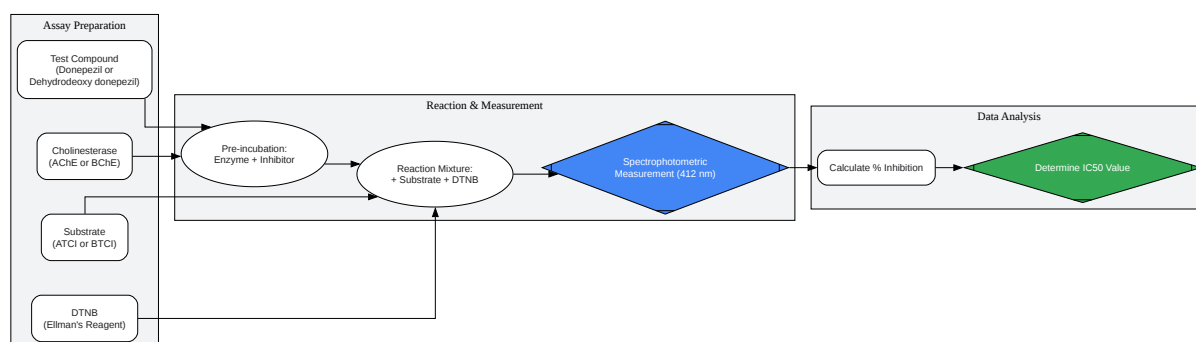 Assay Preparation
Test Compound
(Donepezil or
Dehydrodeoxy donepezil)
Cholinesterase
(AChE or BChE)
Substrate
(ATCI or BTCI)
DTNB
(Ellman's Reagent)
Reaction & Measurement
Pre-incubation:
Enzyme + Inhibitor
Reaction Mixture:
+ Substrate + DTNB
Spectrophotometric
Measurement (412 nm)
Data Analysis
Calculate % Inhibition
Determine IC50 Value